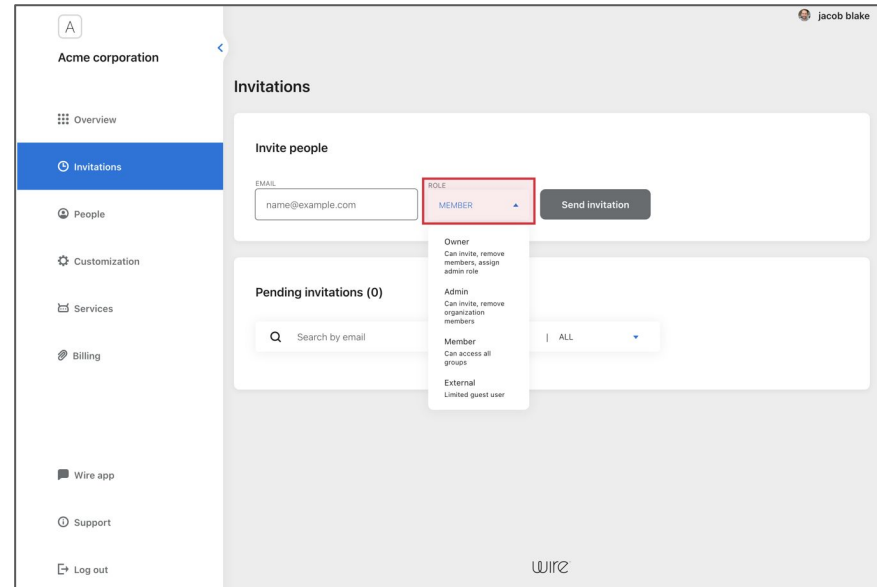 A
jacob blake
Acme corporation
Invitations
Overview
Invite people
Invitations
EMAIL
ROLE
name@example.com
MEMBER
Send invitation
People
Owner
Can invite, remove
members, assign
admin role
Customization
Pending invitations (0)
Admin
Can invite, remove
organization
members
Services
Search by email
| ALL
Member
Can access all
groups
Billing
External
Limited guest user
Wire app
Support
Log out
wire